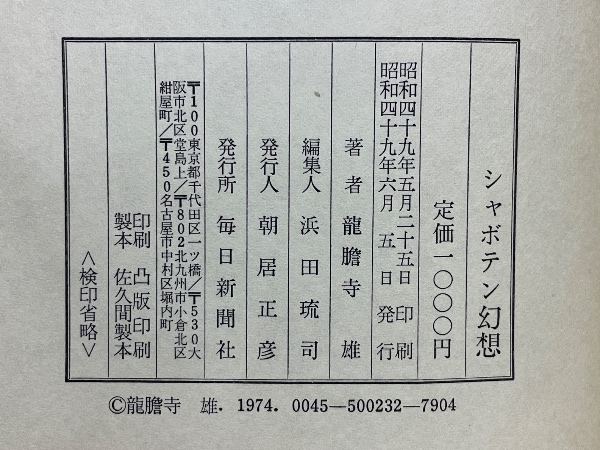 シャボテン幻想
定価一〇〇〇円
昭和四十九年五月二十五日 印刷
昭和四十九年六月 五 日 発行
著 者 龍膽寺 雄
編集人 浜田琉司
発行人 朝居正彦
発行所 毎日新聞社
〒100東京都千代田区一ツ橋/〒530大
阪市北区堂島上/〒802北九州市小倉北区
紺屋町/〒450名古屋市中村区堀内町
印刷 凸版印刷
製本 佐久間製本
<検印省略>
©龍膽寺 雄. 1974. 0045—500232—7904